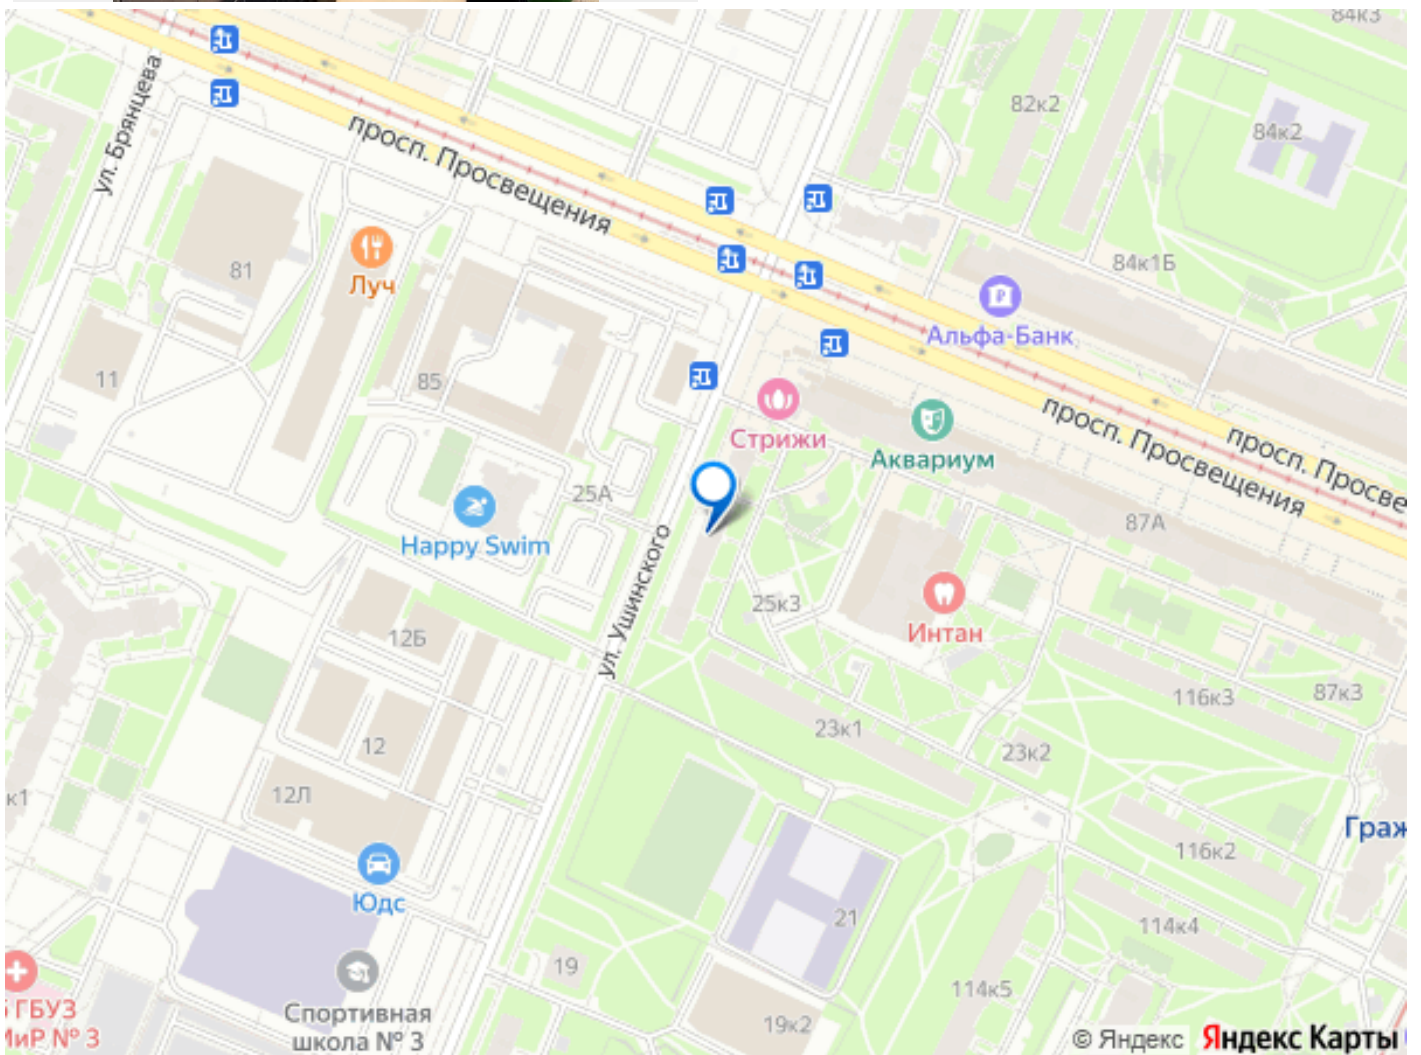 84к3
ул. Брянцева
82к2
84к2
просп. Просвещения
81
Луч
84к1Б
Альфа-Банк
11
85
Стрижи
Аквариум
просп. Просвещения
просп. Просве
25А
87А
Happy Swim
ул. Ушинского
25к3
Интан
12Б
116к3
87к3
23к1
23к2
12
12Л
к1
Граж
116к2
Юдс
21
114к4
19
114к5
Спортивная
школа № 3
ГБУЗ
МиР № 3
19к2
© Яндекс Яндекс Карты